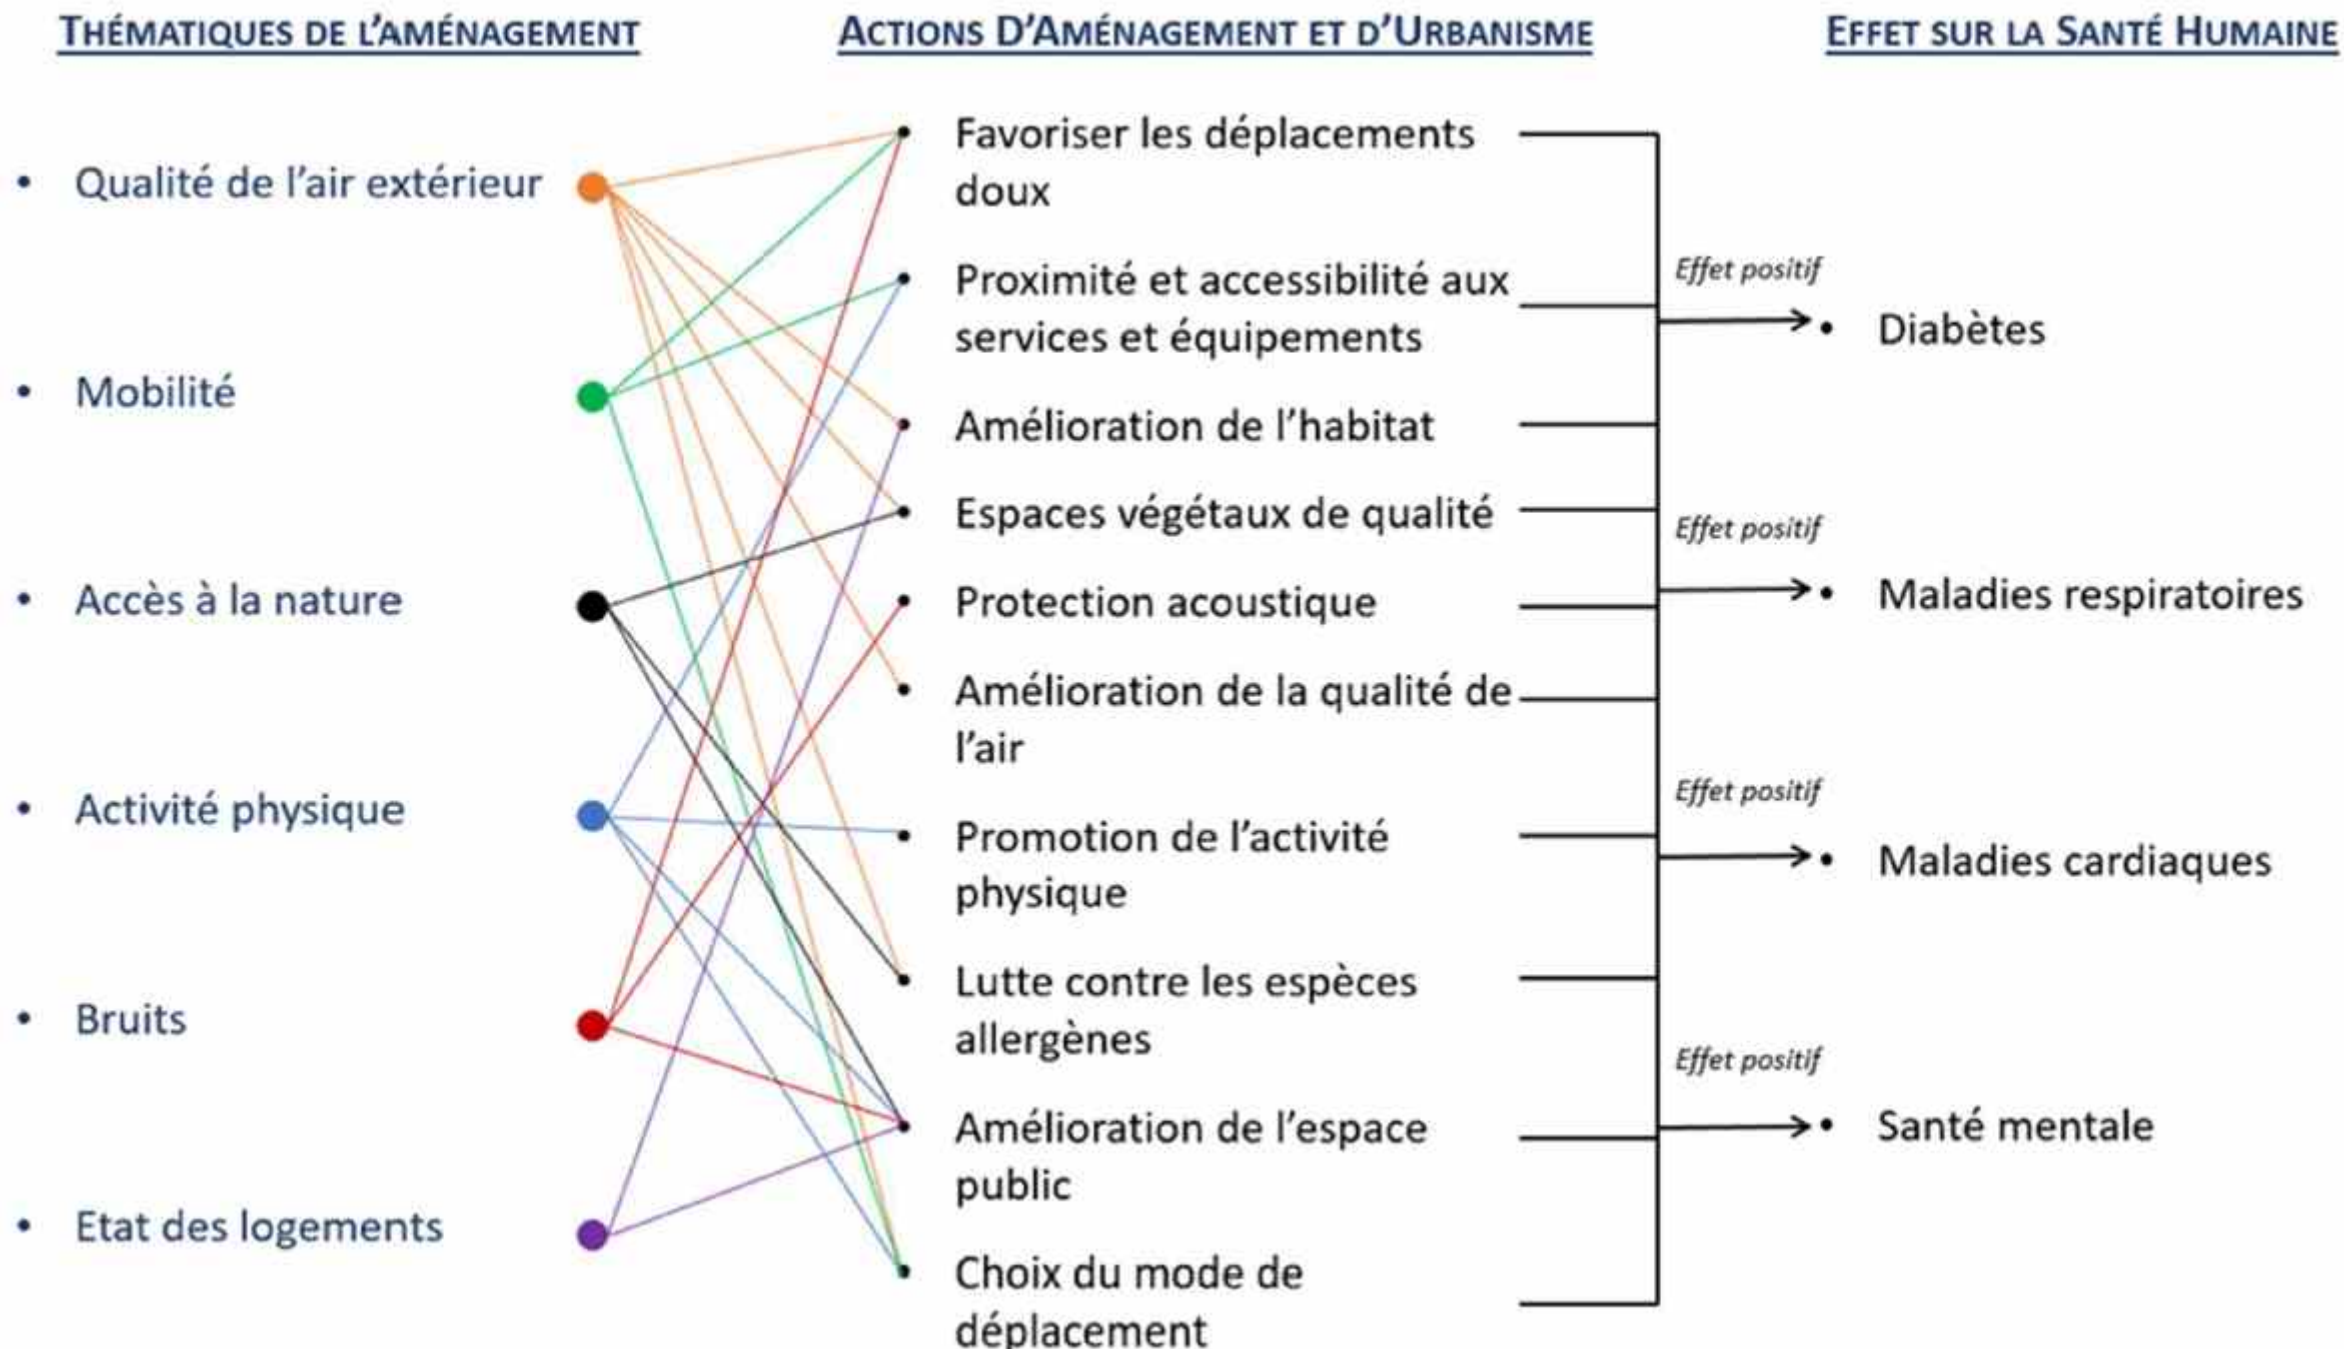 THÉMATIQUES DE L'AMÉNAGEMENT
• Qualité de l'air extérieur
• Mobilité
• Accès à la nature
• Activité physique
• Bruits
• Etat des logements
ACTIONS D'AMÉNAGEMENT ET D'URBANISME
• Favoriser les déplacements
doux
• Proximité et accessibilité aux
services et équipements
• Amélioration de l'habitat
• Espaces végétaux de qualité
• Protection acoustique
• Amélioration de la qualité de
l'air
• Promotion de l'activité
physique
• Lutte contre les espèces
allergènes
• Amélioration de l'espace
public
• Choix du mode de
déplacement
EFFET SUR LA SANTÉ HUMAINE
Effet positif
• Diabètes
Effet positif
• Maladies respiratoires
Effet positif
• Maladies cardiaques
Effet positif
• Santé mentale